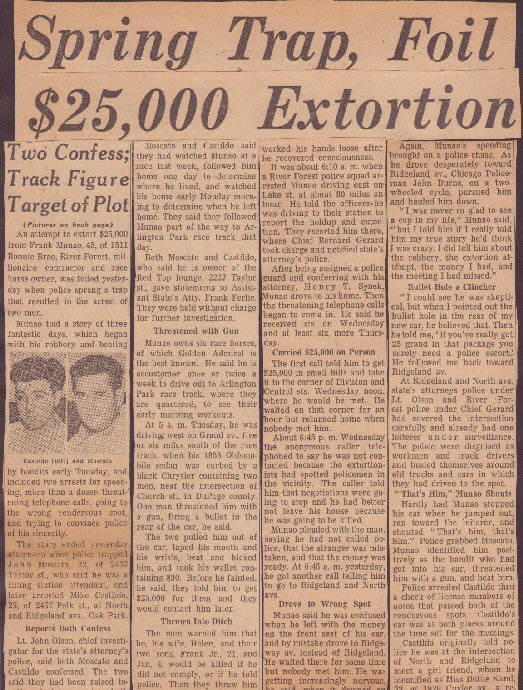 Spring Trap, Foil
$25,000 Extortion
Two Confess;
Track Figure
Target of Plot
(Pictures on back page)
An attempt to extort $25,000
from Frank Munao, 45, of 1511
Bonnie Brae, River Forest, mil-
lionaire contractor and race
horse owner, was foiled yester-
day when police sprang a trap
that resulted in the arrest of
two men.
Munao told a story of three
fantastic days, which began
with his robbery and beating
Castildo [left] and Moscato
by bandits early Tuesday, and
included two arrests for speed-
ing, more than a dozen threat-
ening telephone calls, going to
the wrong rendezvous spot,
and trying to convince police
of his sincerity.
The story ended yesterday
afternoon when police trapped
John Moscato, 22, of 2437
Taylor st., who said he was a
filling station attendant, and
later arrested Mike Castildo,
25, of 2457 Polk st., at North
and Ridgeland avs., Oak Park.
Reports Both Confess
Lt. John Olson, chief investi-
gator for the state's attorney's
police, said both Moscato and
Castildo confessed. The two
said they had been raised to-
Moscato and Castildo said
they had watched Munao at a
race last week, followed him
home one day to determine
where he lived, and watched
his home early Monday morn-
ing to determine when he left
home. They said they followed
Munao part of the way to Ar-
lington Park race track that
day.
Both Moscato and Castildo,
who said he is owner of the
Red Top lounge, 2227 Taylor
st., gave statements to Assist-
ant State's Atty. Frank Ferlic.
They were held without charge
for further investigation.
Threatened with Gun
Munao owns six race horses,
of which Golden Admiral is
the best known. He said he is
accustomed once or twice a
week to drive out to Arlington
Park race track, where they
are quartered, to see their
early morning workouts.
At 5 a. m. Tuesday, he was
driving west on Grand av., five
or six miles south of the race
track, when his 1955 Oldsmo-
bile sedan was curbed by a
black Chrysler containing two
men, near the intersection of
Church st., in DuPage county.
One man threatened him with
a gun, firing a bullet in the
rear of the car, he said.
The two pulled him out of
the car, taped his mouth and
his wrists, beat and kicked
him, and took his wallet con-
taining $30. Before he fainted,
he said, they told him to get
$25,000 for them and they
would contact him later.
Thrown Into Ditch
The men warned him that
he, his wife, Helen, and their
two sons, Frank Jr., 21, and
Jan, 4, would be killed if he
did not comply, or if he told
police. Then they threw him
worked his hands loose after
he recovered consciousness.
It was about 6:10 a. m. when
a River Forest police squad ar-
rested Munao driving east on
Lake st. at about 80 miles an
hour. He told the officers he
was driving to their station to
report the holdup and extor-
tion. They escorted him there,
where Chief Bernard Gerard
took charge and notified state's
attorney's police.
After being assigned a police
guard and conferring with his
attorney, Henry T. Synek,
Munao drove to his home. Then
the threatening telephone calls
began to come in. He said he
received six on Wednesday
and at least six more Thurs-
day.
Carried $25,000 on Person
The first call told him to get
$25,000 in small bills and take
it to the corner of Division and
Central sts. Wednesday noon,
where he would be met. He
waited on that corner for an
hour but returned home when
nobody met him.
About 6:45 p. m. Wednesday
the anonymous caller tele-
phoned to say he was not con-
tacted because the extortion-
ists had spotted policemen in
the vicinity. The caller told
him that negotiations were go-
ing to stop and he had better
not leave his house because
he was going to be killed.
Munao pleaded with the man,
saying he had not called po-
lice, that the stranger was mis-
taken, and that the money was
ready. At 6:45 a. m. yesterday,
he got another call telling him
to go to Ridgeland and North
avs.
Drove to Wrong Spot
Munao said he was confused
when he left with the money
on the front seat of his car,
and by mistake drove to Ridge-
way av. instead of Ridgeland.
He waited there for some time
but nobody met him. He was
getting increasingly nervous,
Again, Munao's speeding
brought on a police chase. As
he drove desperately toward
Ridgeland av., Chicago Police-
man John Buron, on a two
wheeled cycle, pursued him
and hauled him down.
"I was never so glad to see
a cop in my life," Munao said,
"but I told him if I really told
him my true story he'd think
I was crazy. I did tell him about
the robbery, the extortion at-
tempt, the money I had, and
the meeting I had missed."
Bullet Hole a Clincher
"I could see he was skepti-
cal, but when I pointed out the
bullet hole in the rear of my
new car, he believed that. Then
he told me, 'if you've really got
25 grand in that package you
surely need a police escort.'
He followed me back toward
Ridgeland av.
At Ridgeland and North avs.,
state's attorneys police under
Lt. Olson and River For-
est police under Chief Gerard
had covered the intersection
carefully and already had one
loiterer under surveillance.
The police were disguised as
workmen and truck drivers
and busied themselves around
old trucks and cars in which
they had driven to the spot.
"That's Him," Munao Shouts
Hardly had Munao stopped
his car when he jumped out,
ran toward the loiterer, and
shouted "That's him, that's
him." Police grabbed Moscato.
Munao identified him posi-
tively as the bandit who had
got into his car, threatened
him with a gun, and beat him.
Police arrested Castildo thru
a check of license numbers of
autos that passed both of the
rendezvous spots. Castildo's
car was at both places around
the time set for the meetings.
Castildo originally told po-
lice he was at the intersection
of North and Ridgeland to
meet a girl friend, whom he
identified as Miss Dollie Kand,